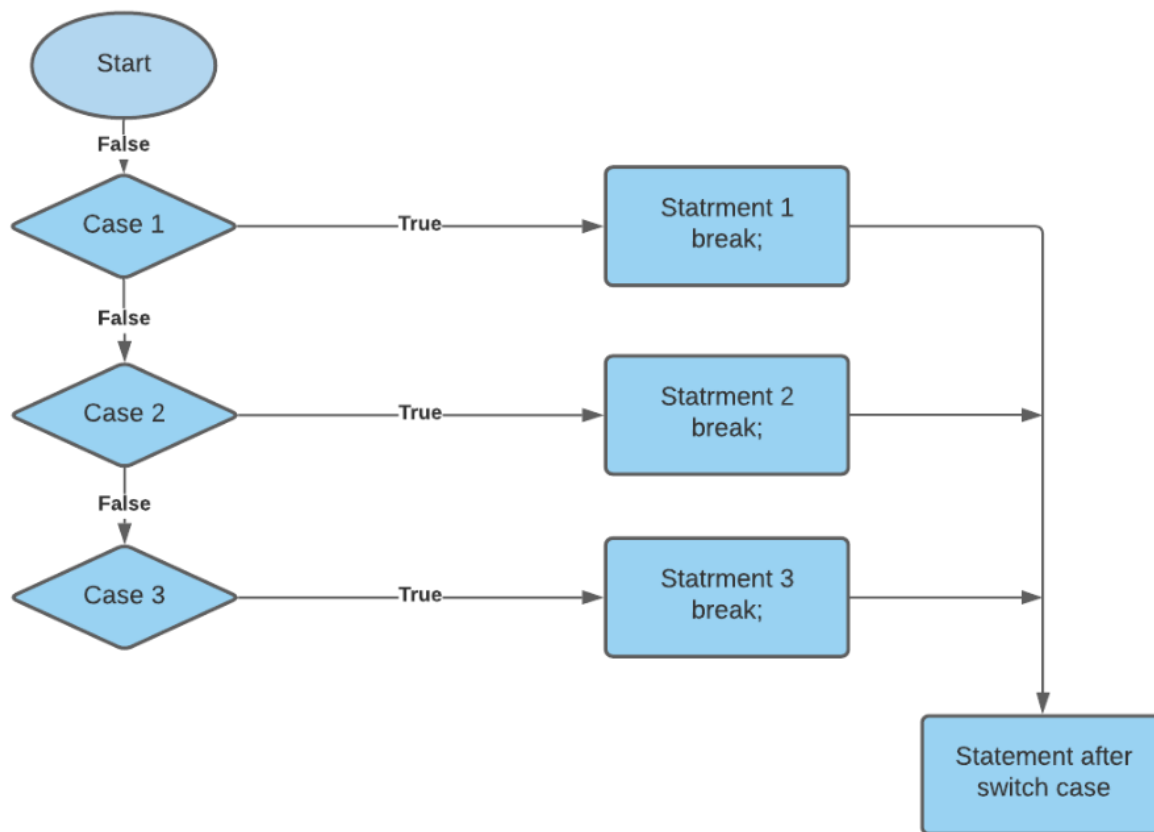 Start
False
Case 1
True
Statrment 1
break;
False
Case 2
True
Statrment 2
break;
False
Case 3
True
Statrment 3
break;
Statement after
switch case